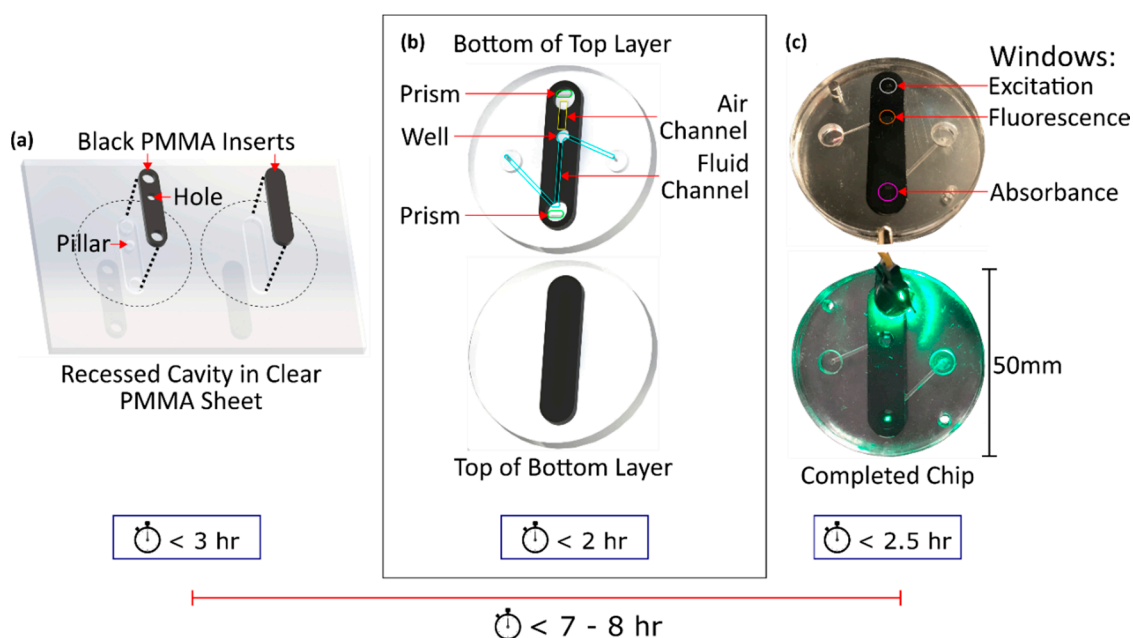 (a)
Black PMMA Inserts
Hole
Pillar
Recessed Cavity in Clear
PMMA Sheet
< 3 hr
(b)
Bottom of Top Layer
Prism
Air
Channel
Well
Fluid
Channel
Prism
Top of Bottom Layer
< 2 hr
(c)
Windows:
Excitation
Fluorescence
Absorbance
50mm
Completed Chip
< 2.5 hr
< 7 - 8 hr